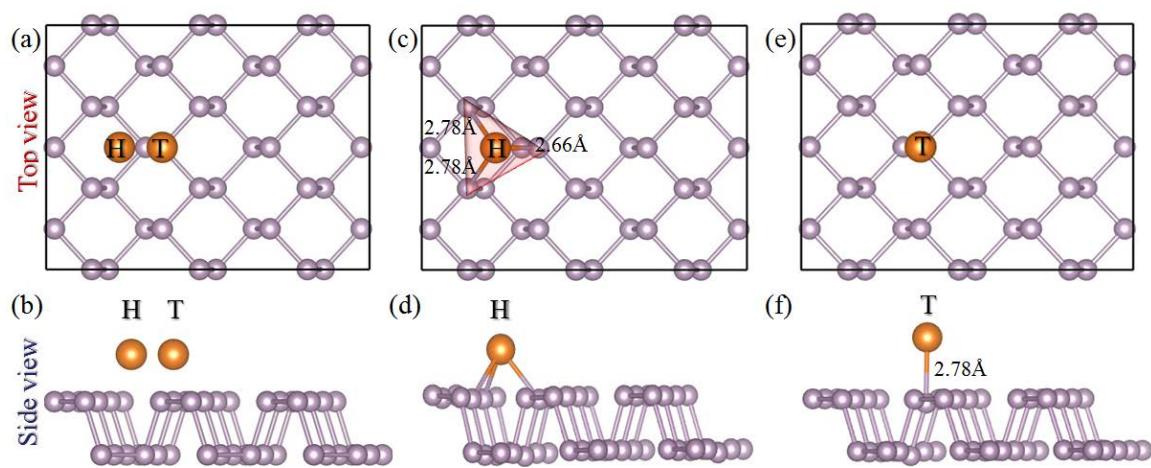 (a)
(c)
(e)
Top view
H T
2.78Å
H
2.66Å
2.78Å
T
(b)
(d)
(f)
Side view
H T
H
T
2.78Å